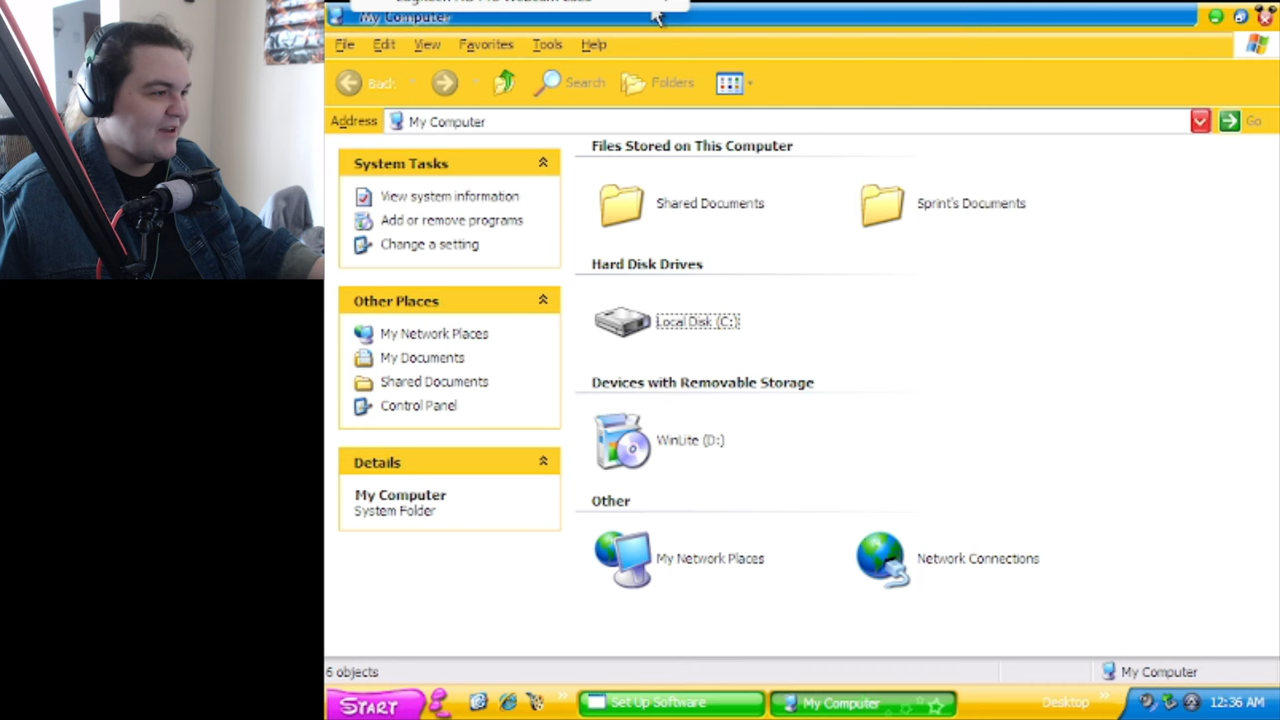 My Computer
File Edit View Favorites Tools Help
Back Search Folders
Address My Computer Go
System Tasks
View system information
Add or remove programs
Change a setting
Other Places
My Network Places
My Documents
Shared Documents
Control Panel
Details
My Computer
System Folder
Files Stored on This Computer
Shared Documents Sprint's Documents
Hard Disk Drives
Local Disk (C:)
Devices with Removable Storage
WinLite (D:)
Other
My Network Places Network Connections
6 objects My Computer
START Set Up Software My Computer Desktop 12:36 AM